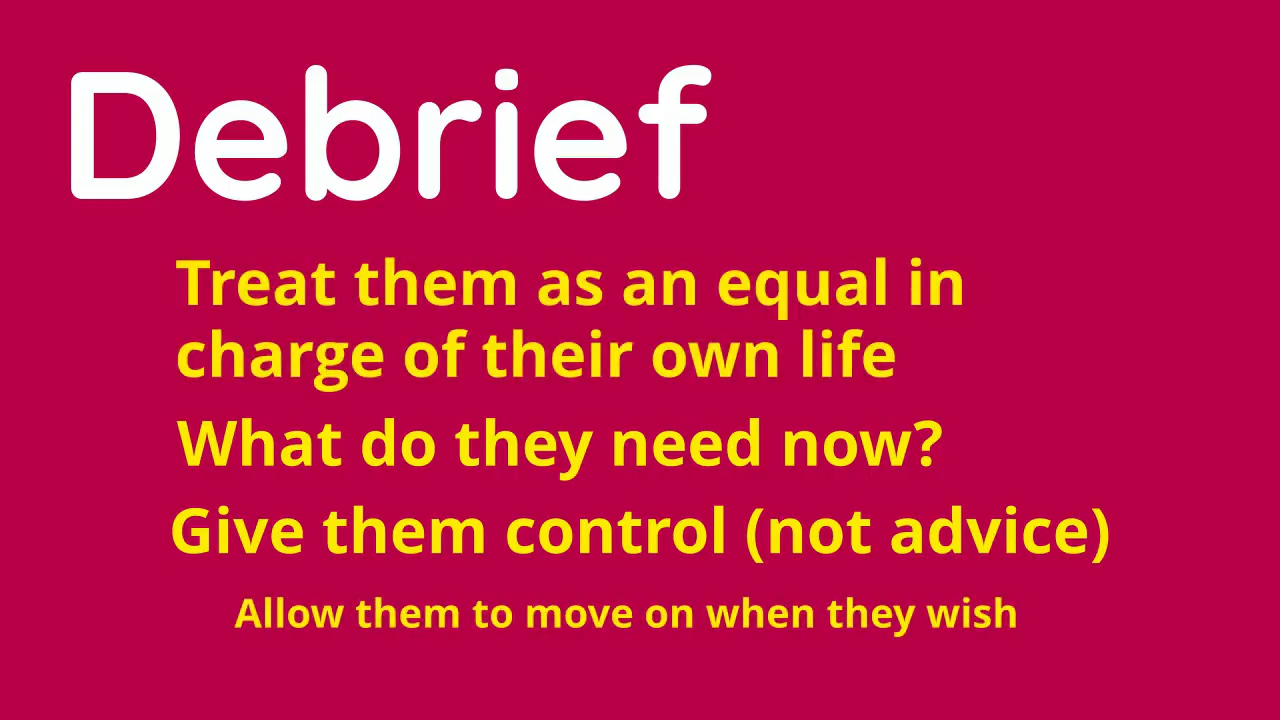 Debrief
Treat them as an equal in
charge of their own life
What do they need now?
Give them control (not advice)
Allow them to move on when they wish